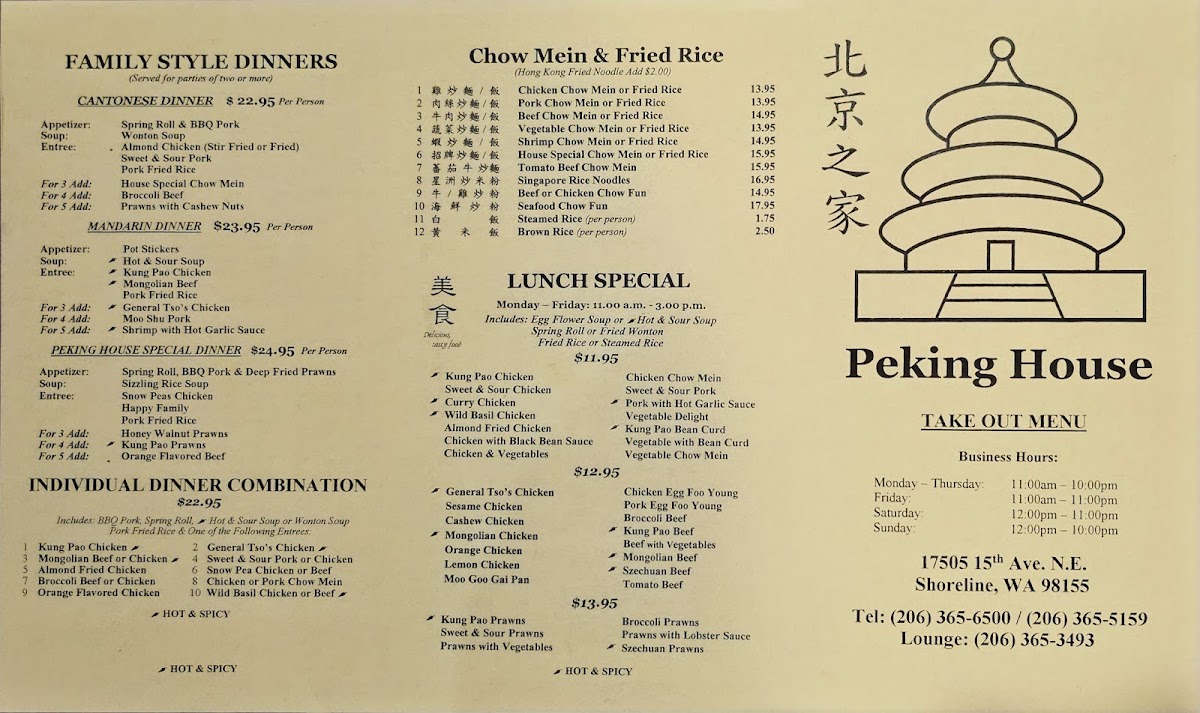 FAMILY STYLE DINNERS
(Served for parties of two or more)
CANTONESE DINNER $ 22.95 Per Person
Appetizer: Spring Roll & BBQ Pork
Soup: Wonton Soup
Entree: Almond Chicken (Stir Fried or Fried)
Sweet & Sour Pork
Pork Fried Rice
For 3 Add: House Special Chow Mein
For 4 Add: Broccoli Beef
For 5 Add: Prawns with Cashew Nuts
MANDARIN DINNER $23.95 Per Person
Appetizer: Pot Stickers
Soup: Hot & Sour Soup
Entree: Kung Pao Chicken
Mongolian Beef
Pork Fried Rice
For 3 Add: General Tso's Chicken
For 4 Add: Moo Shu Pork
For 5 Add: Shrimp with Hot Garlic Sauce
PEKING HOUSE SPECIAL DINNER $24.95 Per Person
Appetizer: Spring Roll, BBQ Pork & Deep Fried Prawns
Soup: Sizzling Rice Soup
Entree: Snow Peas Chicken
Happy Family
Pork Fried Rice
For 3 Add: Honey Walnut Prawns
For 4 Add: Kung Pao Prawns
For 5 Add: Orange Flavored Beef
INDIVIDUAL DINNER COMBINATION
$22.95
Includes: BBQ Pork, Spring Roll, Hot & Sour Soup or Wonton Soup
Pork Fried Rice & One of the Following Entrees:
1 Kung Pao Chicken 2 General Tso's Chicken
3 Mongolian Beef or Chicken 4 Sweet & Sour Pork or Chicken
5 Almond Fried Chicken 6 Snow Pea Chicken or Beef
7 Broccoli Beef or Chicken 8 Chicken or Pork Chow Mein
9 Orange Flavored Chicken 10 Wild Basil Chicken or Beef
HOT & SPICY
HOT & SPICY
Chow Mein & Fried Rice
(Hong Kong Fried Noodle Add $2.00)
1 雞炒麵/飯 Chicken Chow Mein or Fried Rice 13.95
2 肉絲炒麵/飯 Pork Chow Mein or Fried Rice 13.95
3 牛肉炒麵/飯 Beef Chow Mein or Fried Rice 14.95
4 蔬菜炒麵/飯 Vegetable Chow Mein or Fried Rice 13.95
5 蝦炒麵/飯 Shrimp Chow Mein or Fried Rice 14.95
6 招牌炒麵/飯 House Special Chow Mein or Fried Rice 15.95
7 蕃茄牛炒麵 Tomato Beef Chow Mein 15.95
8 星洲炒米粉 Singapore Rice Noodles 16.95
9 牛/雞炒粉 Beef or Chicken Chow Fun 14.95
10 海鮮炒粉 Seafood Chow Fun 17.95
11 白飯 Steamed Rice (per person) 1.75
12 黃米飯 Brown Rice (per person) 2.50
美食
Delicious,
tasty food
LUNCH SPECIAL
Monday – Friday: 11.00 a.m. - 3.00 p.m.
Includes: Egg Flower Soup or Hot & Sour Soup
Spring Roll or Fried Wonton
Fried Rice or Steamed Rice
$11.95
Kung Pao Chicken Chicken Chow Mein
Sweet & Sour Chicken Sweet & Sour Pork
Curry Chicken Pork with Hot Garlic Sauce
Wild Basil Chicken Vegetable Delight
Almond Fried Chicken Kung Pao Bean Curd
Chicken with Black Bean Sauce Vegetable with Bean Curd
Chicken & Vegetables Vegetable Chow Mein
$12.95
General Tso's Chicken Chicken Egg Foo Young
Sesame Chicken Pork Egg Foo Young
Cashew Chicken Broccoli Beef
Mongolian Chicken Kung Pao Beef
Orange Chicken Beef with Vegetables
Lemon Chicken Mongolian Beef
Moo Goo Gai Pan Szechuan Beef
Tomato Beef
$13.95
Kung Pao Prawns Broccoli Prawns
Sweet & Sour Prawns Prawns with Lobster Sauce
Prawns with Vegetables Szechuan Prawns
HOT & SPICY
北京之家
Peking House
TAKE OUT MENU
Business Hours:
Monday – Thursday: 11:00am – 10:00pm
Friday: 11:00am – 11:00pm
Saturday: 12:00pm – 11:00pm
Sunday: 12:00pm – 10:00pm
17505 15th Ave. N.E.
Shoreline, WA 98155
Tel: (206) 365-6500 / (206) 365-5159
Lounge: (206) 365-3493